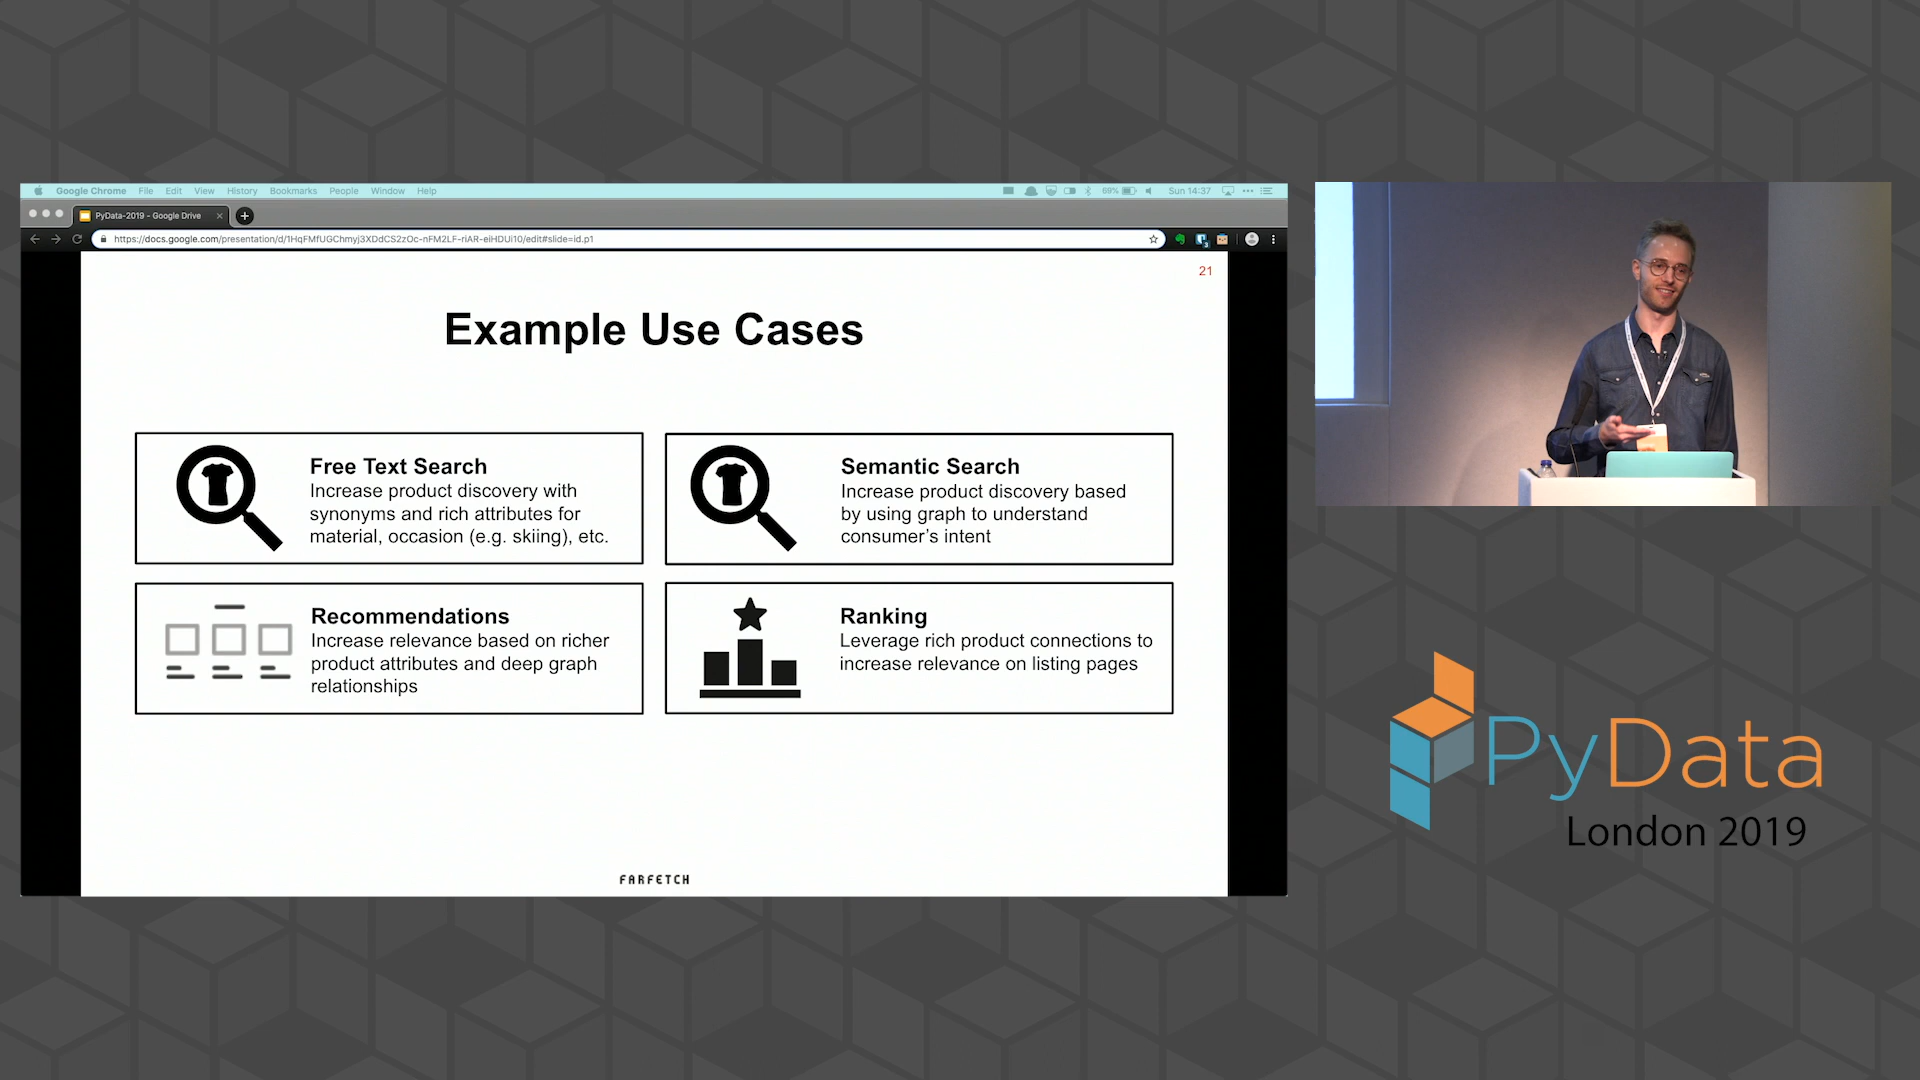 Google Chrome File Edit View History Bookmarks People Window Help
69% Sun 14:37
PyData-2019 - Google Drive
https://docs.google.com/presentation/d/1HqFMfUGChmyj3XDdCS2zOc-nFM2LF-riAR-eiHDUi10/edit#slide=id.p1
21
Example Use Cases
Free Text Search
Increase product discovery with
synonyms and rich attributes for
material, occasion (e.g. skiing), etc.
Semantic Search
Increase product discovery based
by using graph to understand
consumer's intent
Recommendations
Increase relevance based on richer
product attributes and deep graph
relationships
Ranking
Leverage rich product connections to
increase relevance on listing pages
FARFETCH
PyData
London 2019